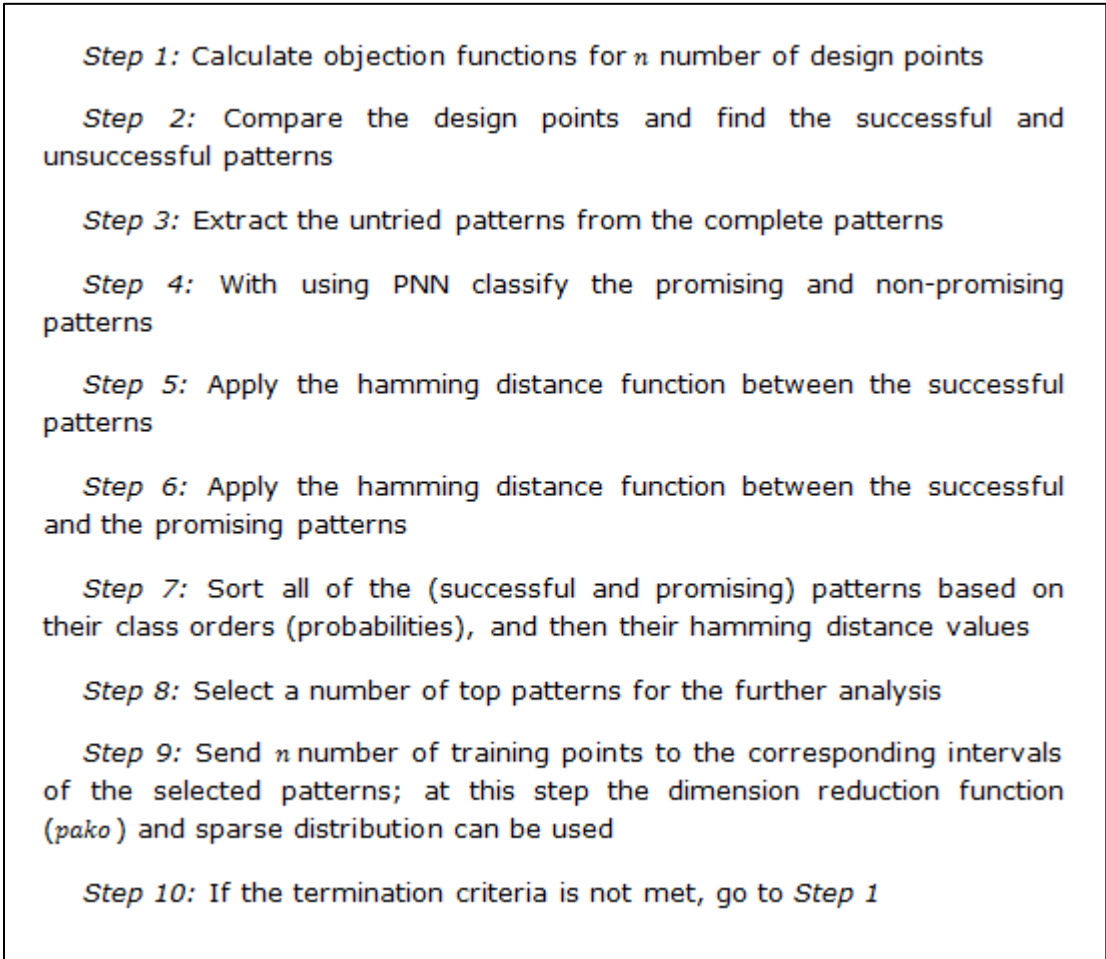 Step 1: Calculate objection functions for n number of design points
Step 2: Compare the design points and find the successful and
unsuccessful patterns
Step 3: Extract the untried patterns from the complete patterns
Step 4: With using PNN classify the promising and non-promising
patterns
Step 5: Apply the hamming distance function between the successful
patterns
Step 6: Apply the hamming distance function between the successful
and the promising patterns
Step 7: Sort all of the (successful and promising) patterns based on
their class orders (probabilities), and then their hamming distance values
Step 8: Select a number of top patterns for the further analysis
Step 9: Send n number of training points to the corresponding intervals
of the selected patterns; at this step the dimension reduction function
(pako) and sparse distribution can be used
Step 10: If the termination criteria is not met, go to Step 1